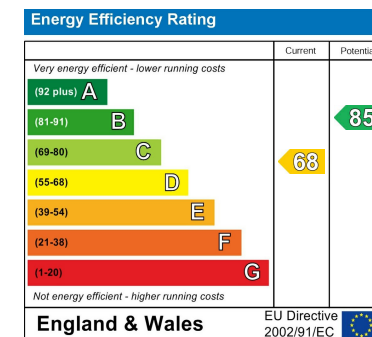 Energy Efficiency Rating
Current Potentia
Very energy efficient - lower running costs
(92 plus) A
(81-91) B
85
(69-80) C
68
(55-68) D
(39-54) E
(21-38) F
(1-20) G
Not energy efficient - higher running costs
England & Wales
EU Directive
2002/91/EC